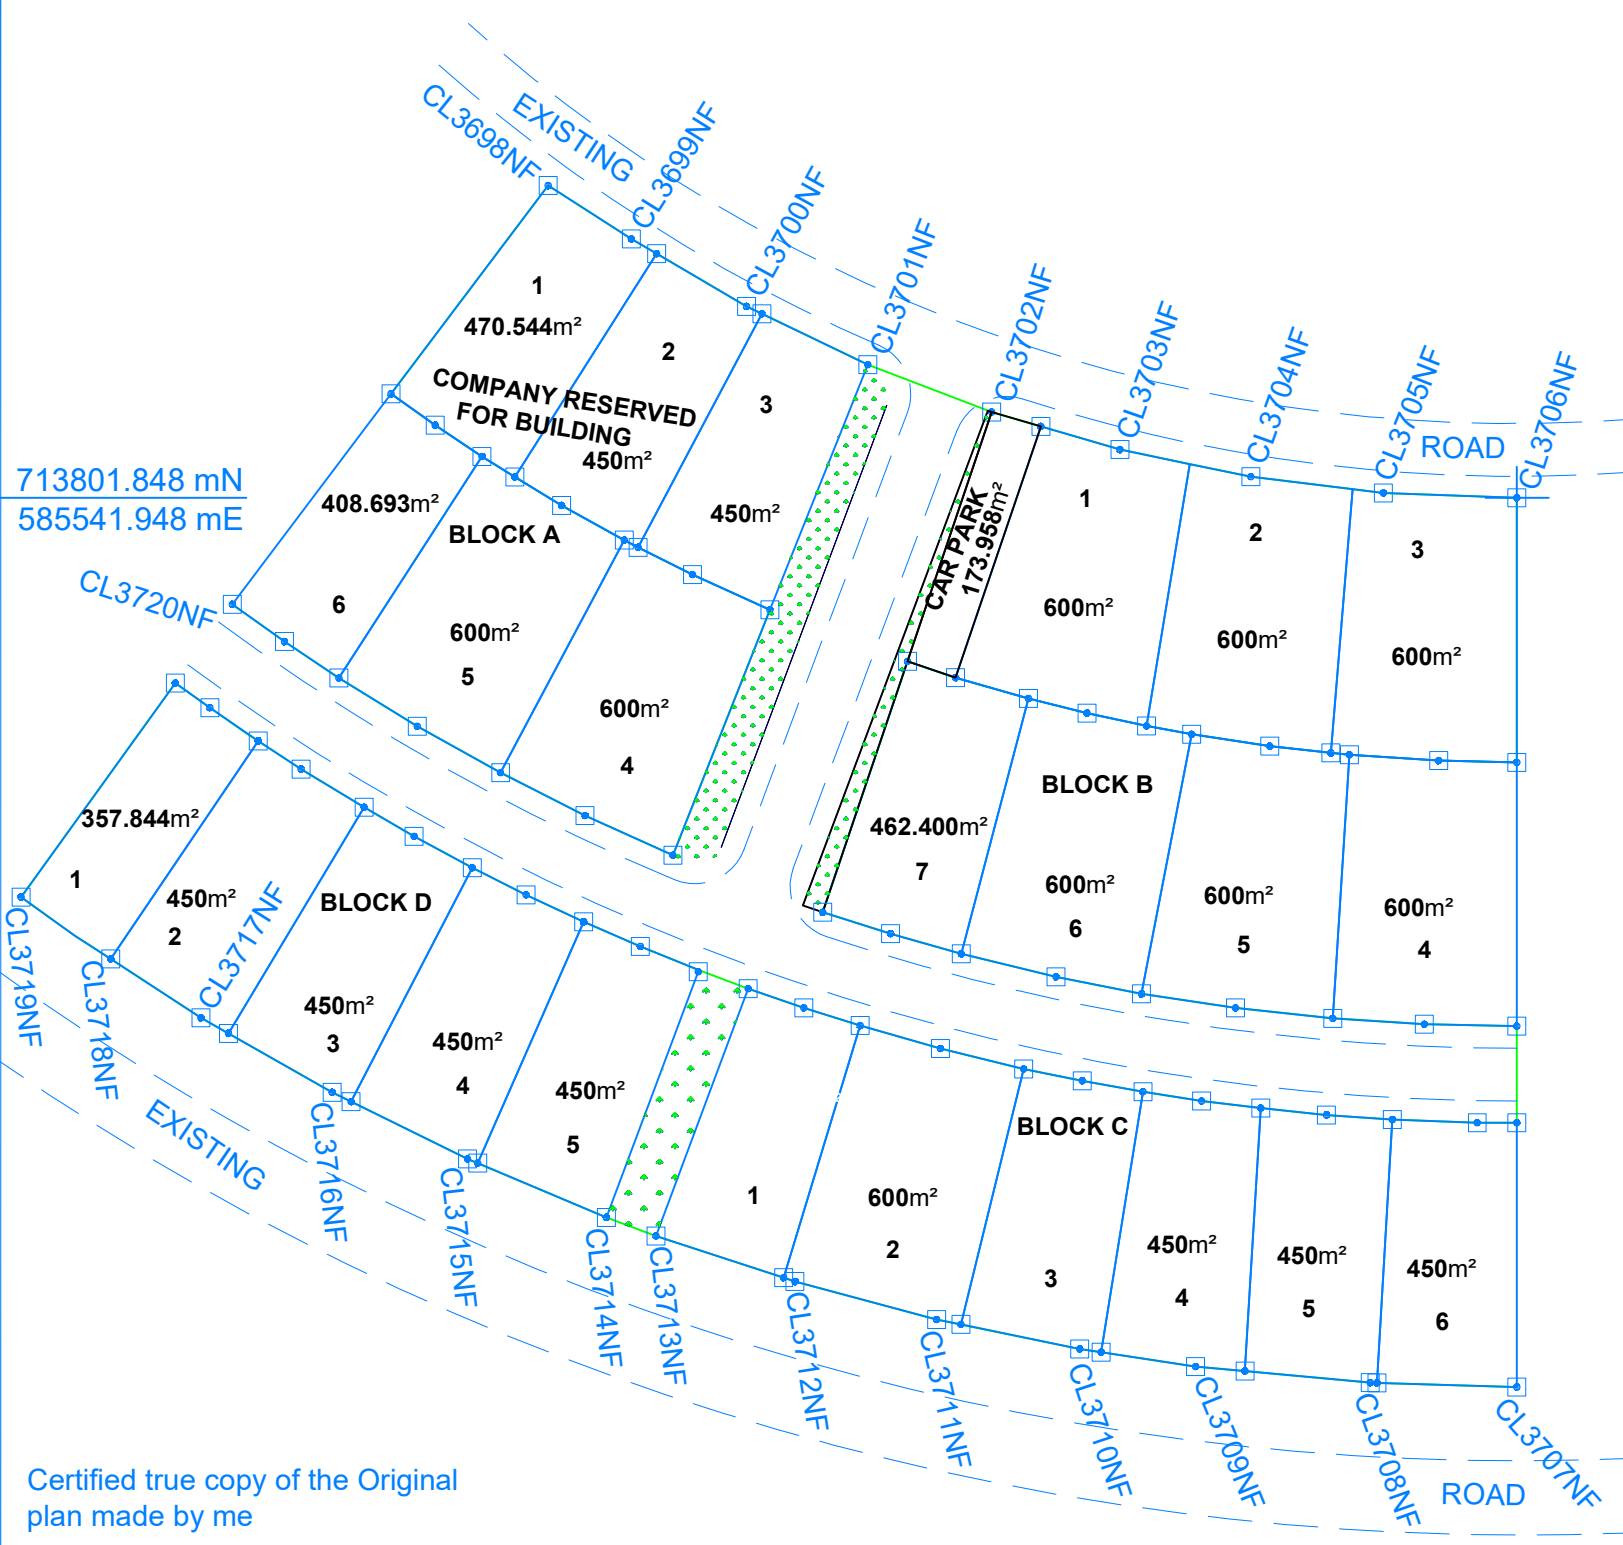 EXISTING
CL3698NF
CL3699NF
CL3700NF
CL3701NF
CL3702NF
CL3703NF
CL3704NF
CL3705NF
CL3706NF
ROAD
1
470.544m²
2
COMPANY RESERVED
FOR BUILDING
450m²
3
450m²
713801.848 mN
585541.948 mE
408.693m²
BLOCK A
6
600m²
5
600m²
4
CL3720NF
CAR PARK
173.958m²
1
600m²
2
600m²
3
600m²
BLOCK B
462.400m²
7
600m²
6
600m²
5
600m²
4
357.844m²
1
450m²
2
BLOCK D
450m²
3
450m²
4
450m²
5
CL3719NF
CL3718NF
CL3717NF
CL3716NF
CL3715NF
CL3714NF
CL3713NF
CL3712NF
CL3711NF
CL3710NF
CL3709NF
CL3708NF
CL3707NF
EXISTING
BLOCK C
1
600m²
2
3
450m²
4
450m²
5
450m²
6
ROAD
Certified true copy of the Original
plan made by me